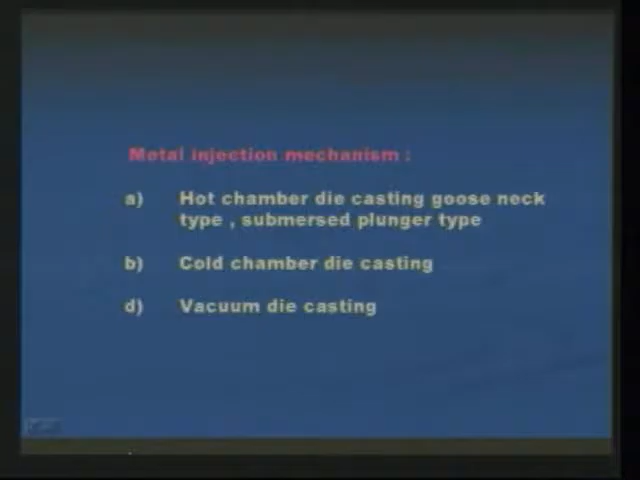 Metal injection mechanism :
a) Hot chamber die casting goose neck
type , submersed plunger type
b) Cold chamber die casting
d) Vacuum die casting